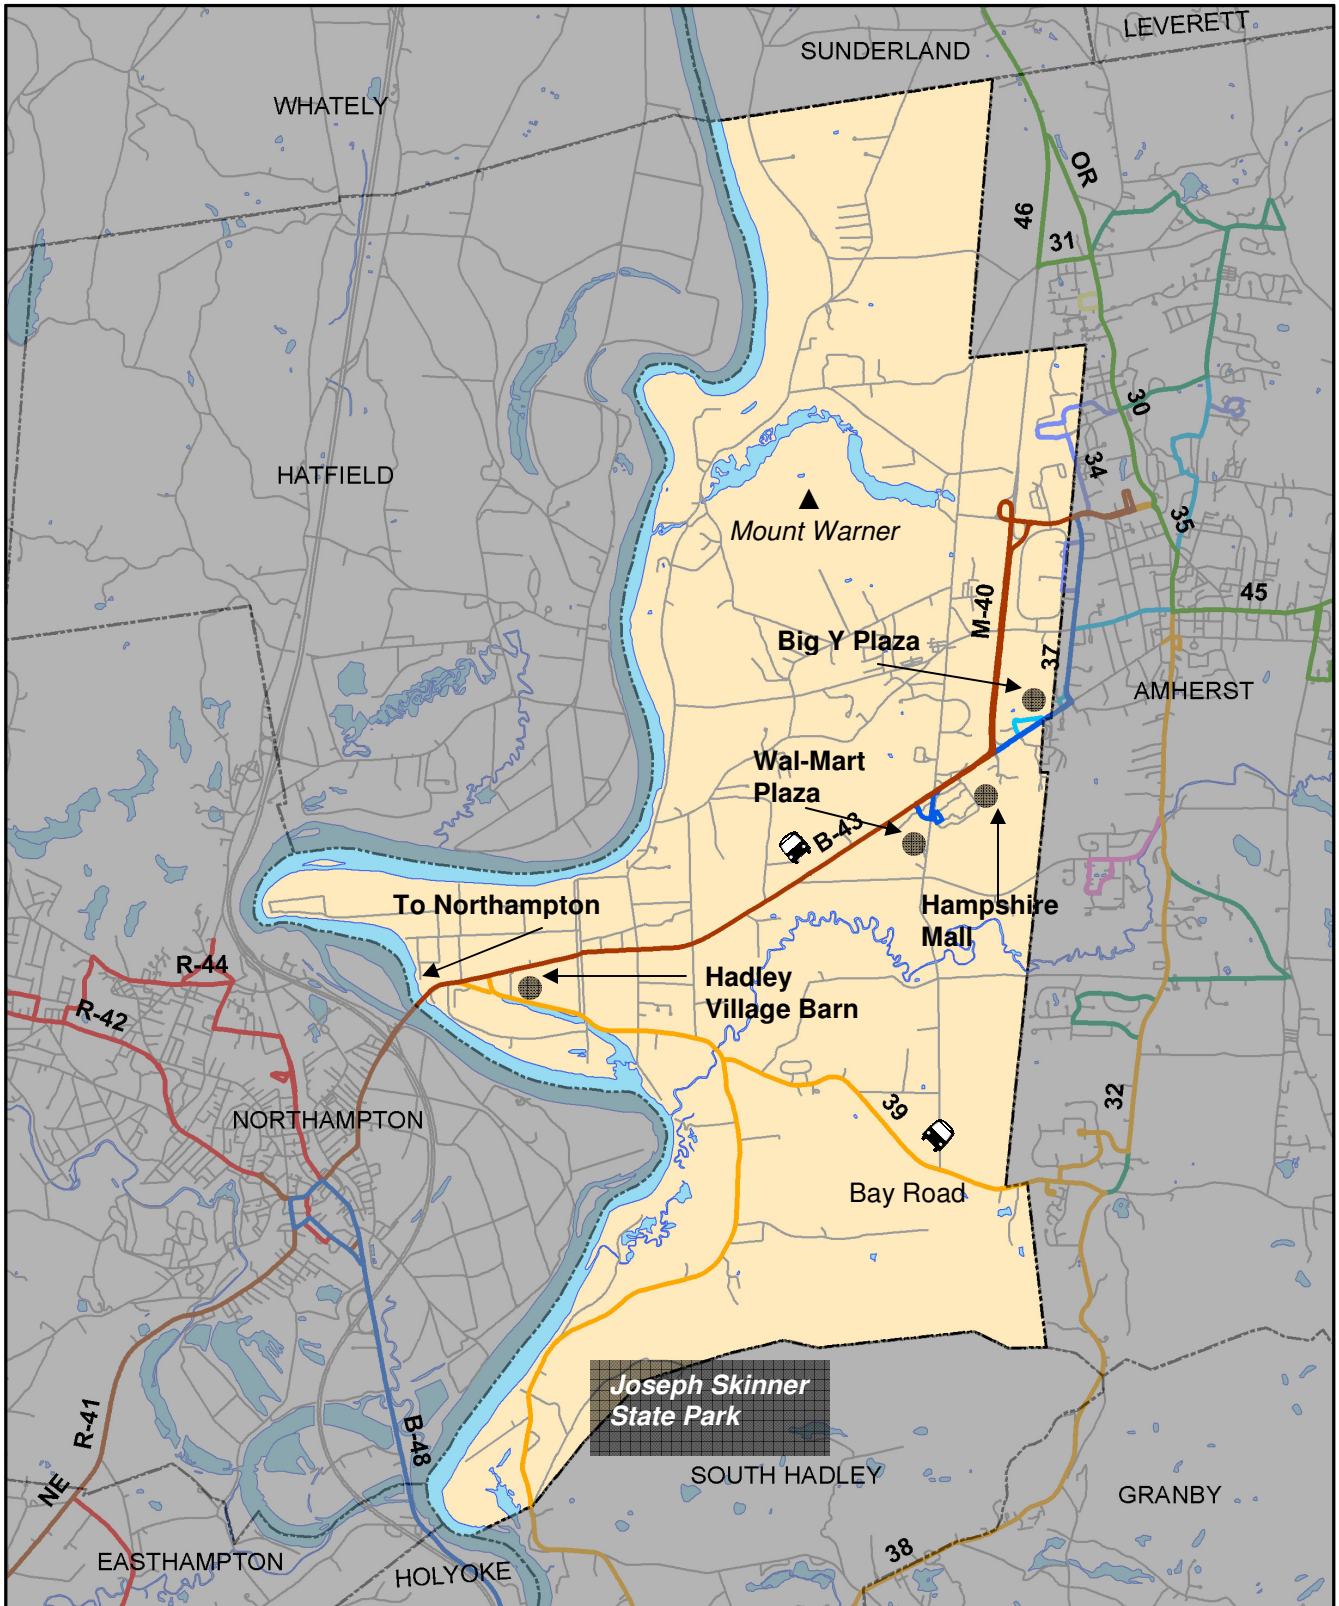 LEVERETT
SUNDERLAND
WHATELY
OR
46
31
30
HATFIELD
34
Mount Warner
35
M-40
45
Big Y Plaza
37
AMHERST
Wal-Mart
Plaza
B-43
To Northampton
Hampshire
Mall
R-44
Hadley
Village Barn
R-42
32
39
NORTHAMPTON
Bay Road
Joseph Skinner
State Park
R-41
B-48
SOUTH HADLEY
NE
GRANBY
38
EASTHAMPTON
HOLYOKE